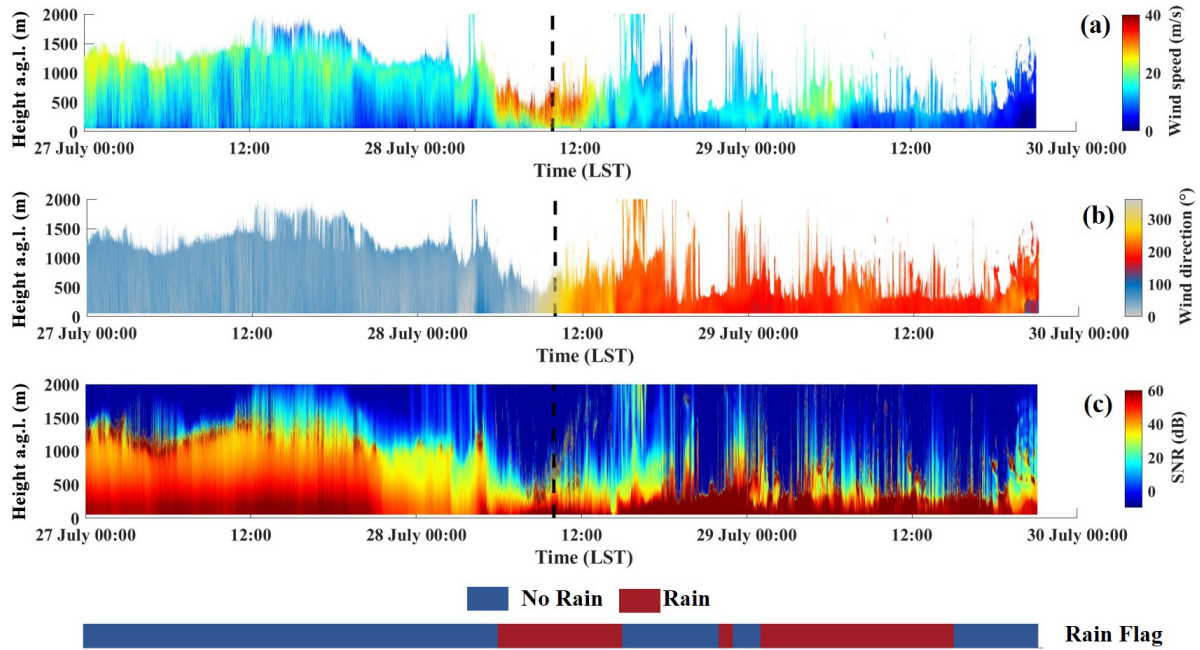 2000
1500
1000
500
0
Height a.g.l. (m)
27 July 00:00 12:00 28 July 00:00 12:00 29 July 00:00 12:00 30 July 00:00
Time (LST)
(a)
40
30
20
10
0
Wind speed (m/s)
2000
1500
1000
500
0
Height a.g.l. (m)
27 July 00:00 12:00 28 July 00:00 12:00 29 July 00:00 12:00 30 July 00:00
Time (LST)
(b)
300
200
100
0
Wind direction (°)
2000
1500
1000
500
0
Height a.g.l. (m)
27 July 00:00 12:00 28 July 00:00 12:00 29 July 00:00 12:00 30 July 00:00
Time (LST)
(c)
60
40
20
0
SNR (dB)
No Rain Rain
Rain Flag